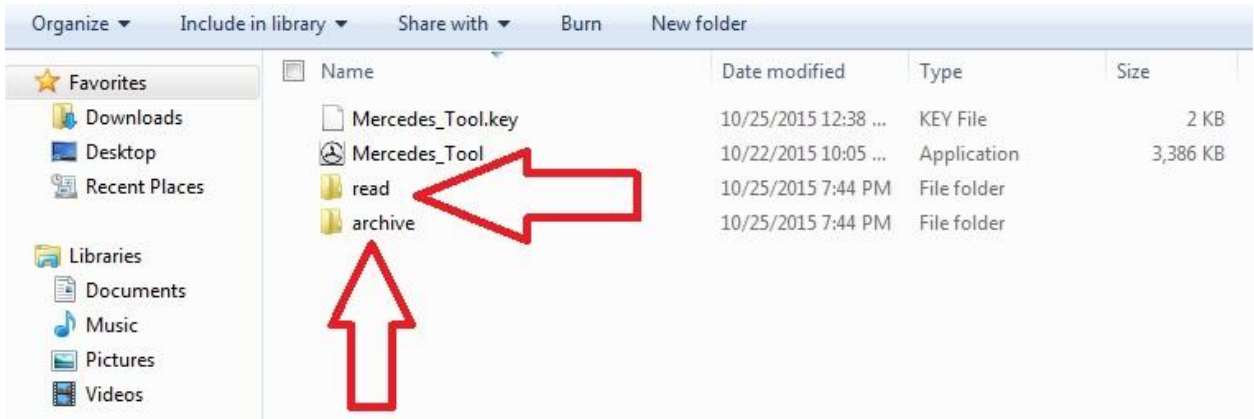 Organize Include in library Share with Burn New folder
Favorites Name Date modified Type Size
Downloads Mercedes_Tool.key 10/25/2015 12:38 ... KEY File 2 KB
Desktop Mercedes_Tool 10/22/2015 10:05 ... Application 3,386 KB
Recent Places read 10/25/2015 7:44 PM File folder
archive 10/25/2015 7:44 PM File folder
Libraries
Documents
Music
Pictures
Videos